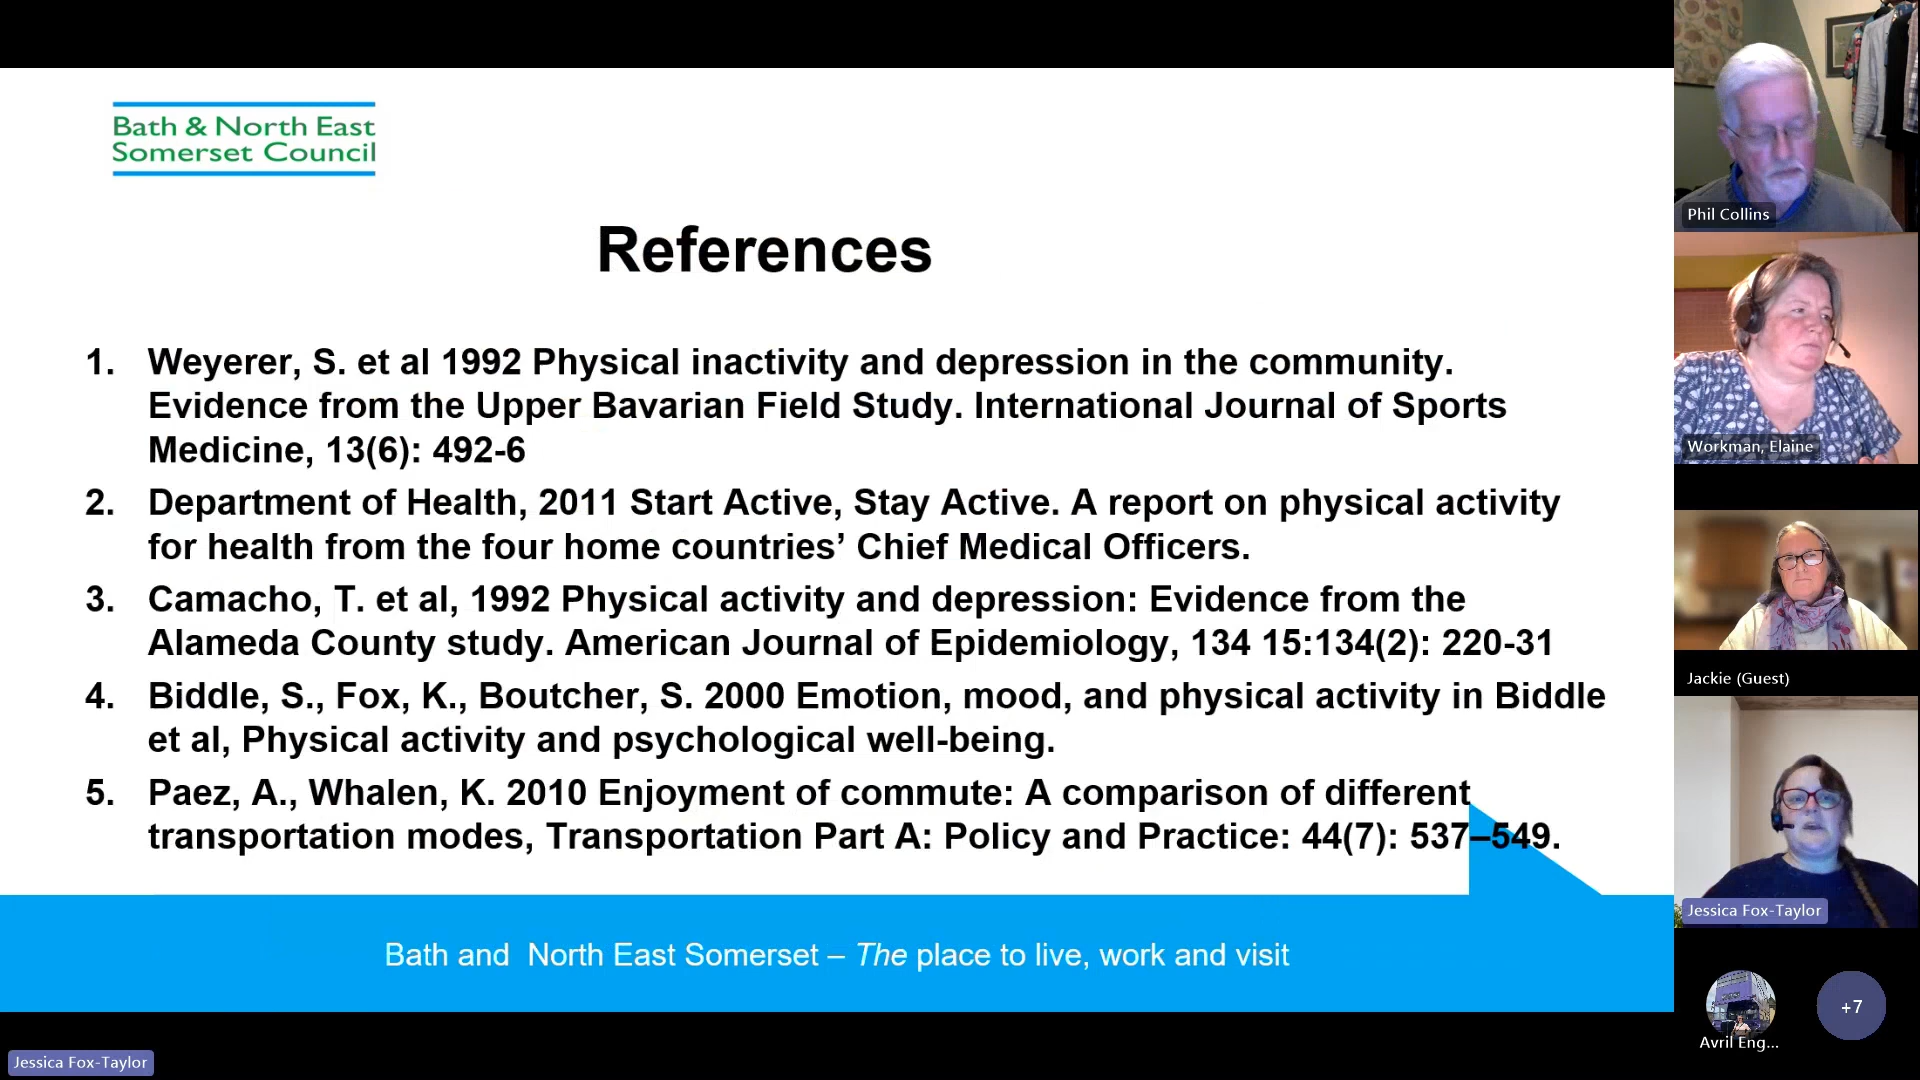 Bath & North East
Somerset Council
References
1. Weyerer, S. et al 1992 Physical inactivity and depression in the community.
Evidence from the Upper Bavarian Field Study. International Journal of Sports
Medicine, 13(6): 492-6
2. Department of Health, 2011 Start Active, Stay Active. A report on physical activity
for health from the four home countries’ Chief Medical Officers.
3. Camacho, T. et al, 1992 Physical activity and depression: Evidence from the
Alameda County study. American Journal of Epidemiology, 134 15:134(2): 220-31
4. Biddle, S., Fox, K., Boutcher, S. 2000 Emotion, mood, and physical activity in Biddle
et al, Physical activity and psychological well-being.
5. Paez, A., Whalen, K. 2010 Enjoyment of commute: A comparison of different
transportation modes, Transportation Part A: Policy and Practice: 44(7): 537–549.
Bath and  North East Somerset – The place to live, work and visit
Jessica Fox-Taylor
Phil Collins
Workman, Elaine
Jackie (Guest)
Jessica Fox-Taylor
Avril Eng...
+7